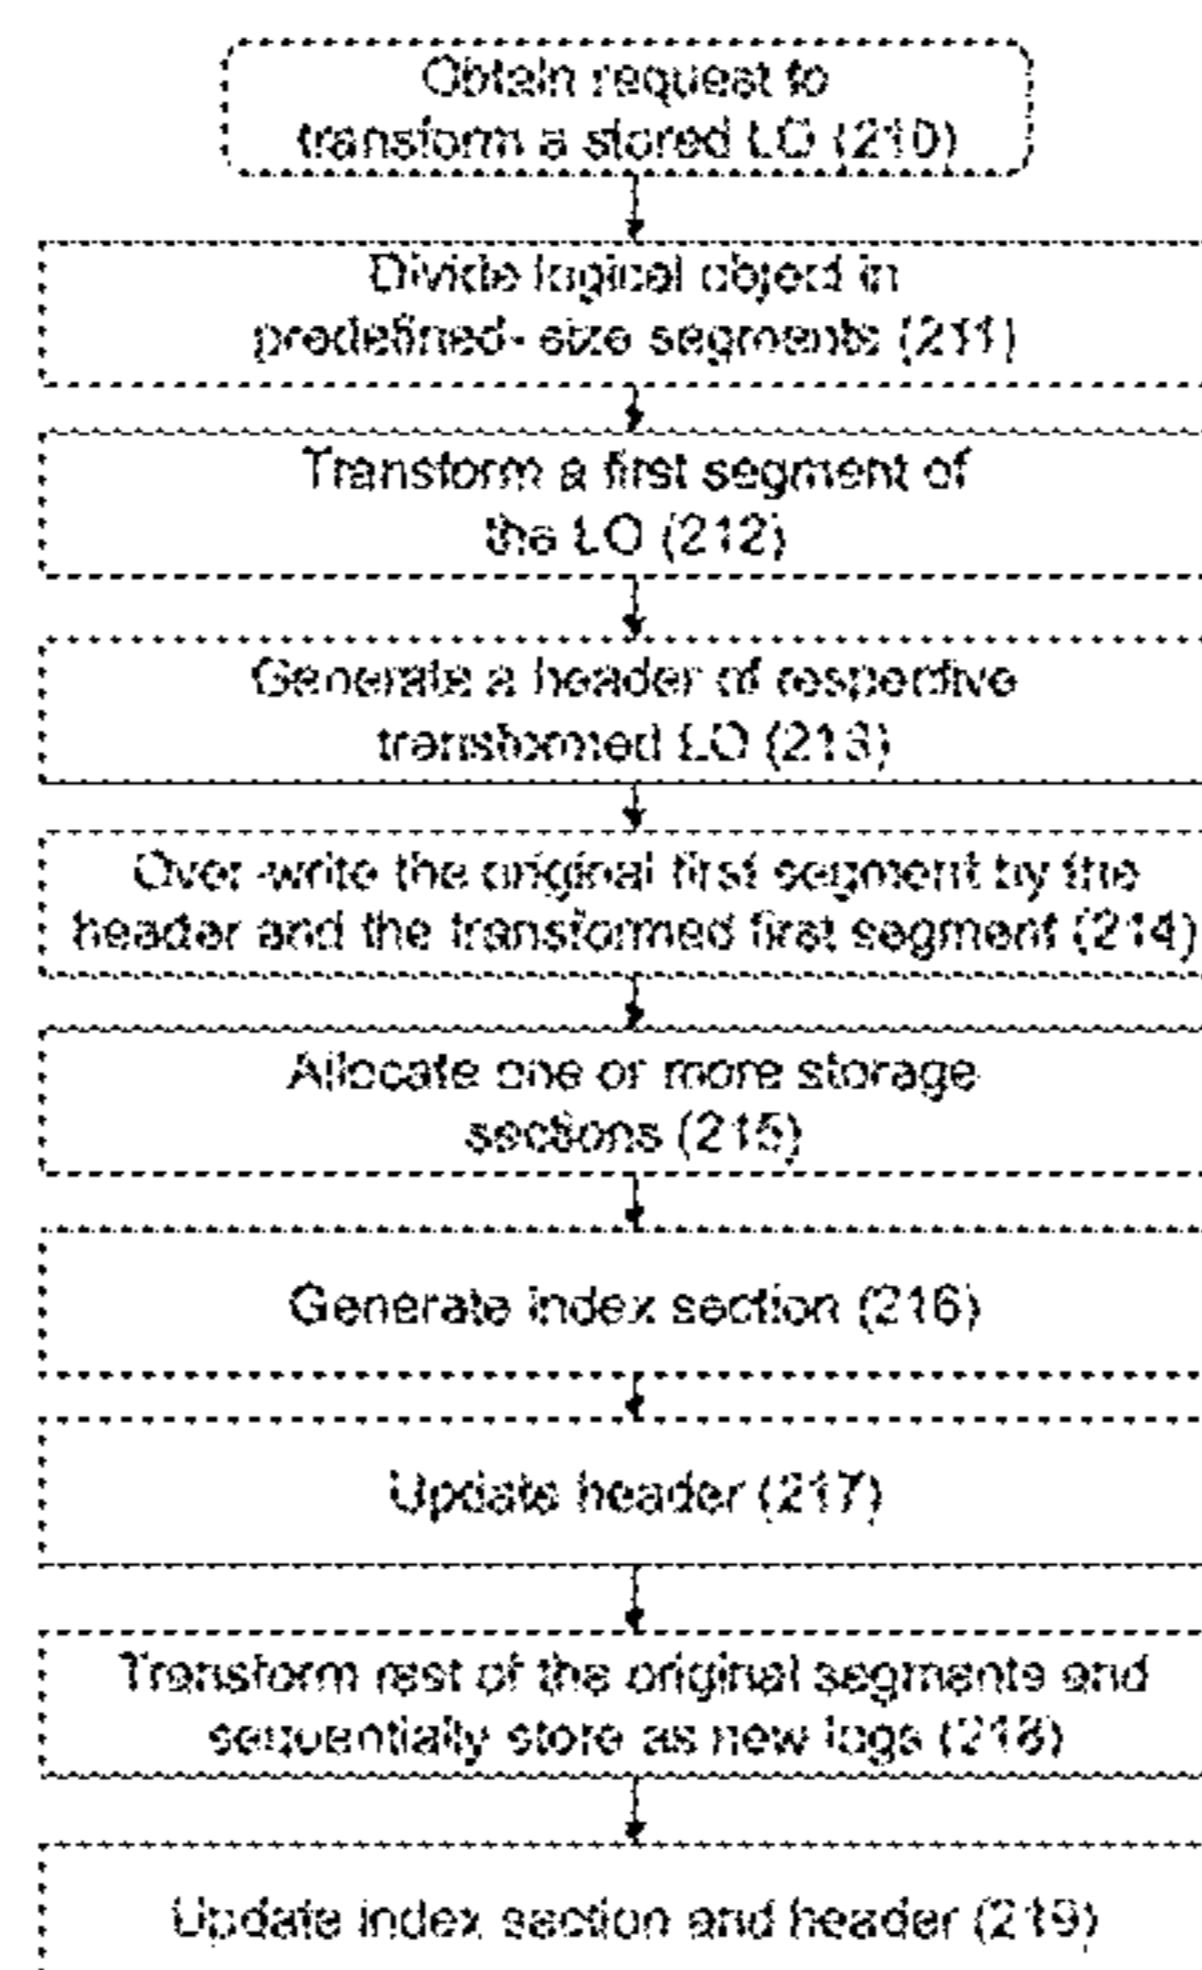 Obtain request to
transform a stored LO (210)
Divide logical object in
predefined- size segments (211)
Transform a first segment of
the LO (212)
Generate a header of respective
transformed LO (213)
Over-write the original first segment by the
header and the transformed first segment (214)
Allocate one or more storage
sections (215)
Generate index section (216)
Update header (217)
Transform rest of the original segments and
sequentially store as new logs (218)
Update index section and header (219)